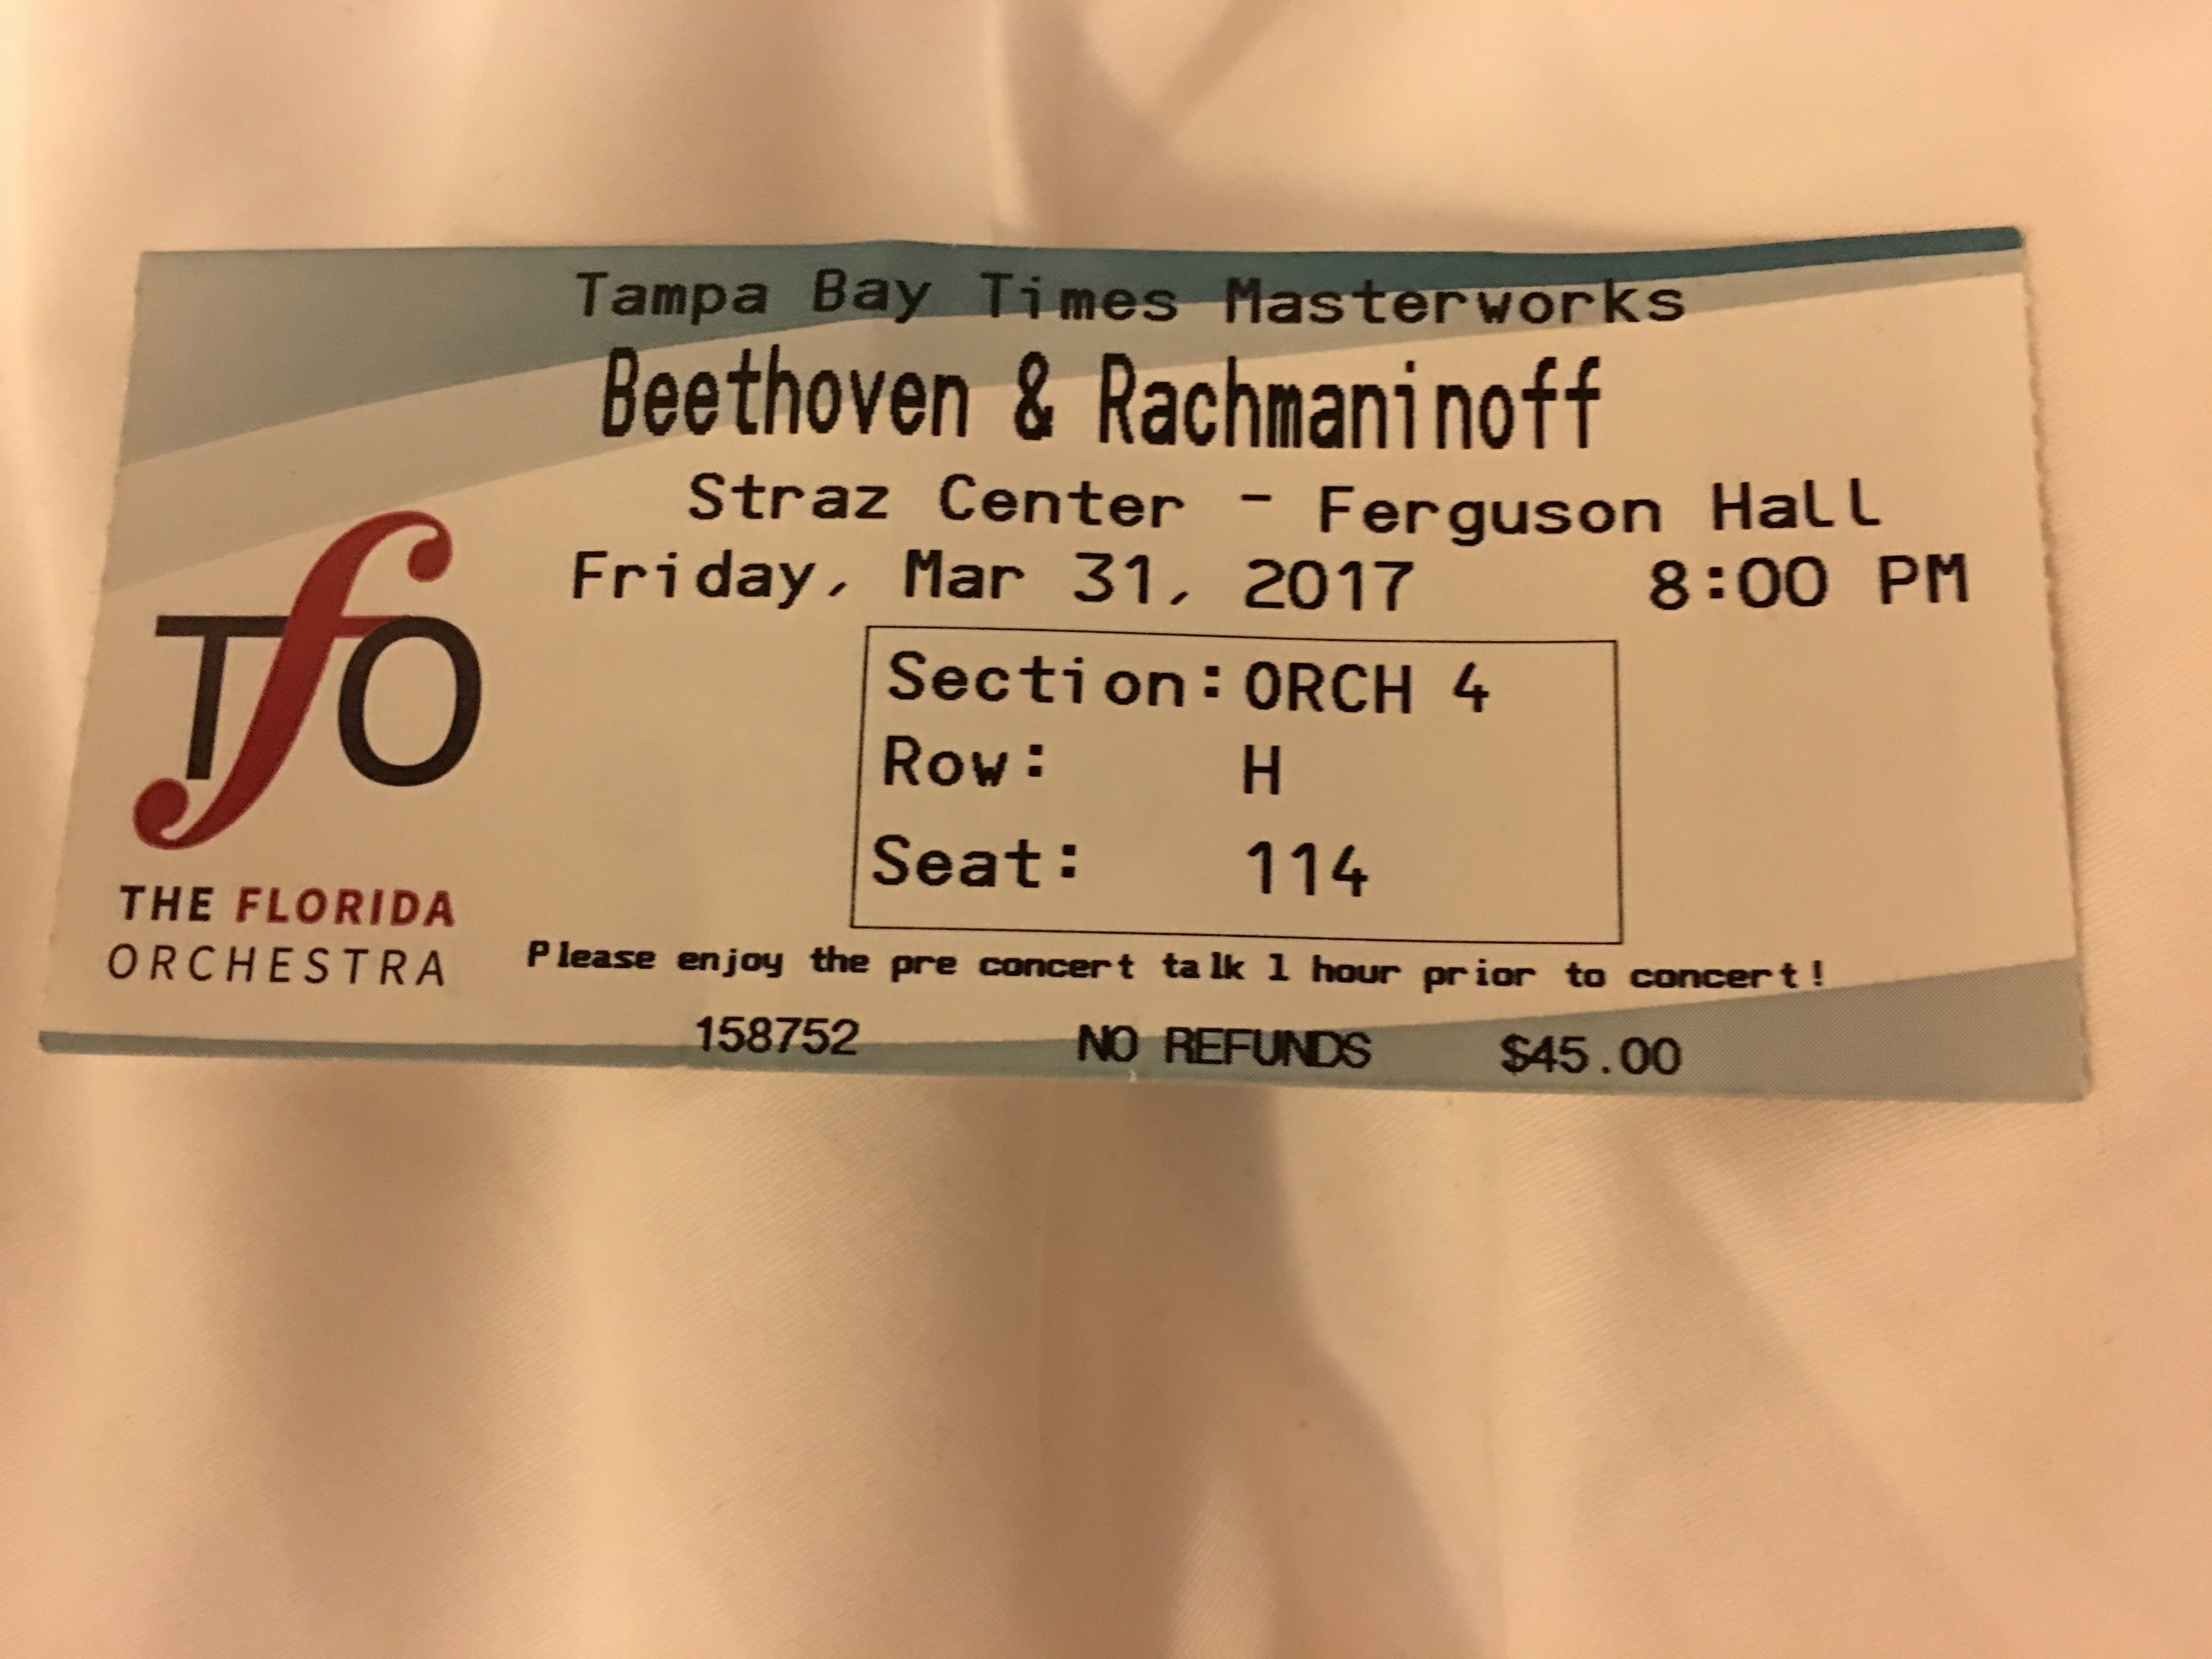 Tampa Bay Times Masterworks
Beethoven & Rachmaninoff
Straz Center - Ferguson Hall
Friday, Mar 31, 2017 8:00 PM
Section: ORCH 4
Row: H
Seat: 114
TfO
THE FLORIDA
ORCHESTRA
Please enjoy the pre concert talk 1 hour prior to concert!
158752 NO REFUNDS $45.00